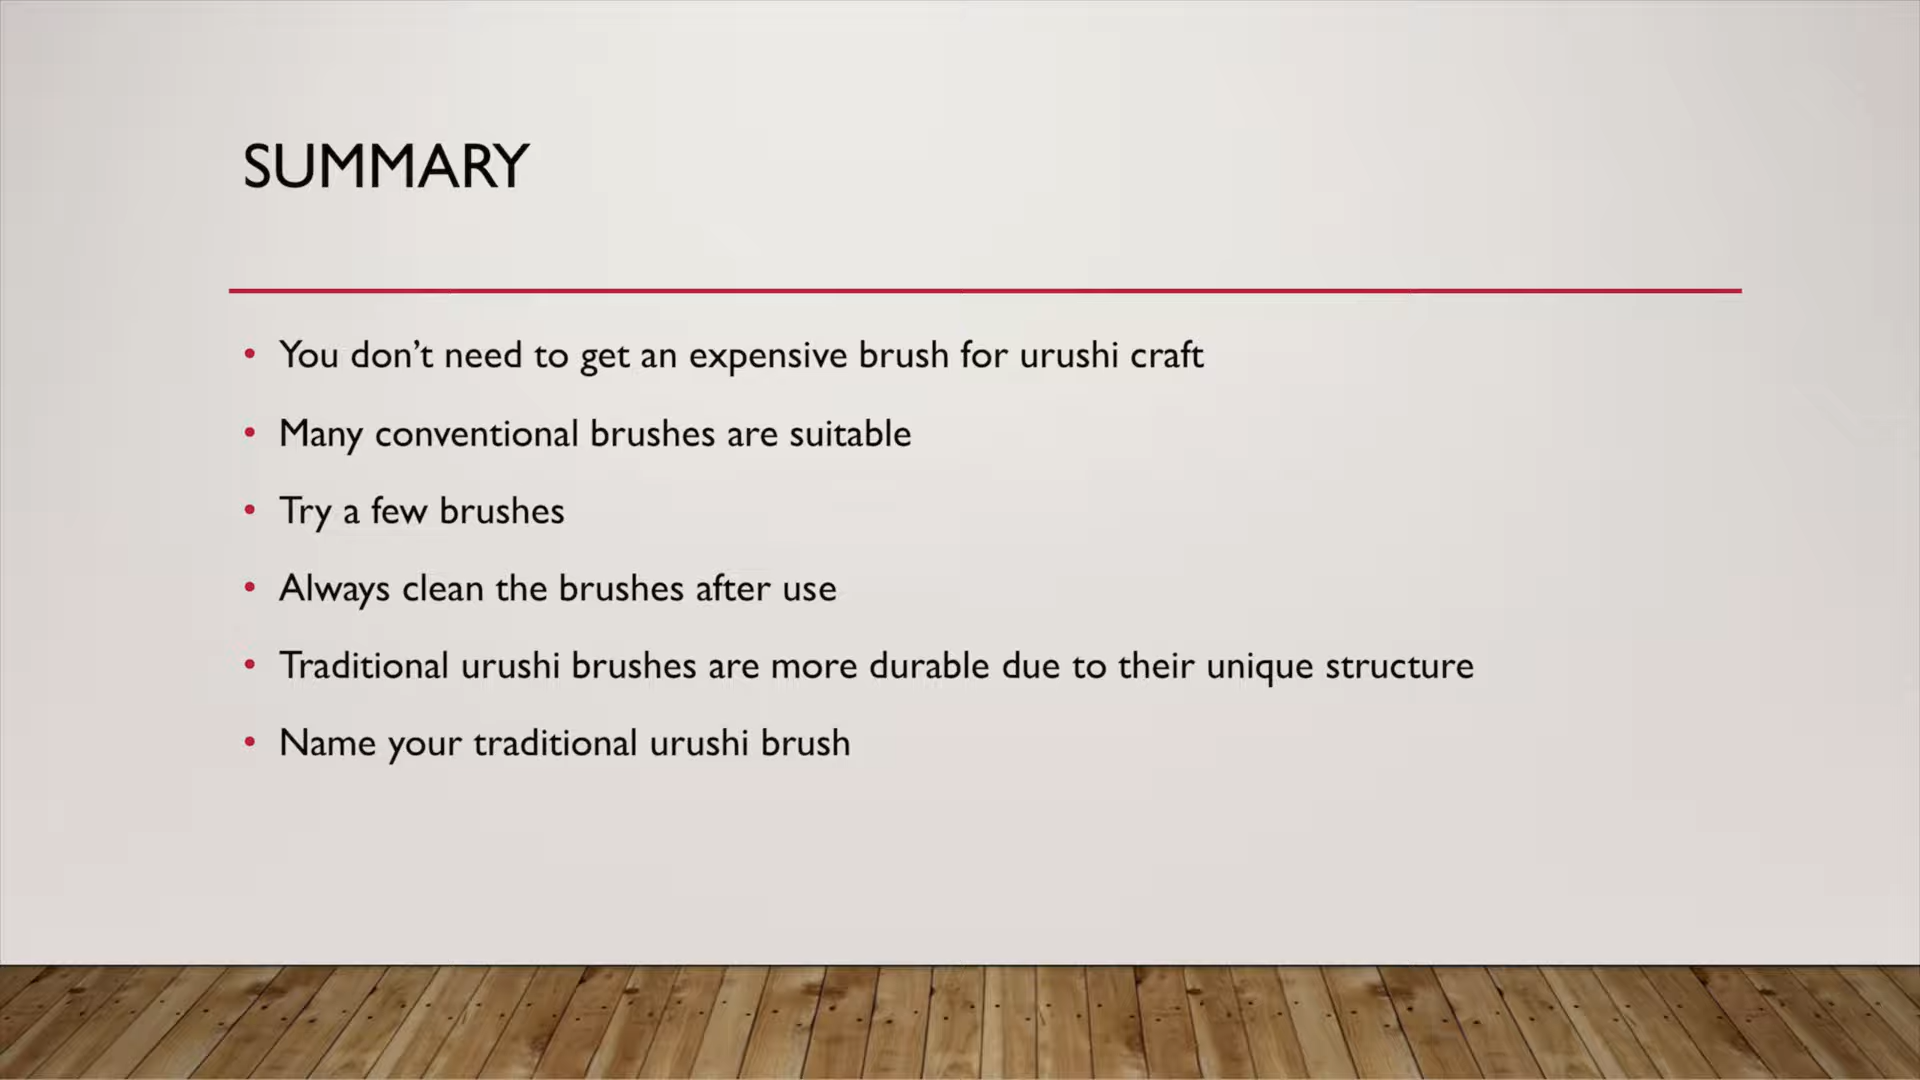 SUMMARY
• You don’t need to get an expensive brush for urushi craft
• Many conventional brushes are suitable
• Try a few brushes
• Always clean the brushes after use
• Traditional urushi brushes are more durable due to their unique structure
• Name your traditional urushi brush